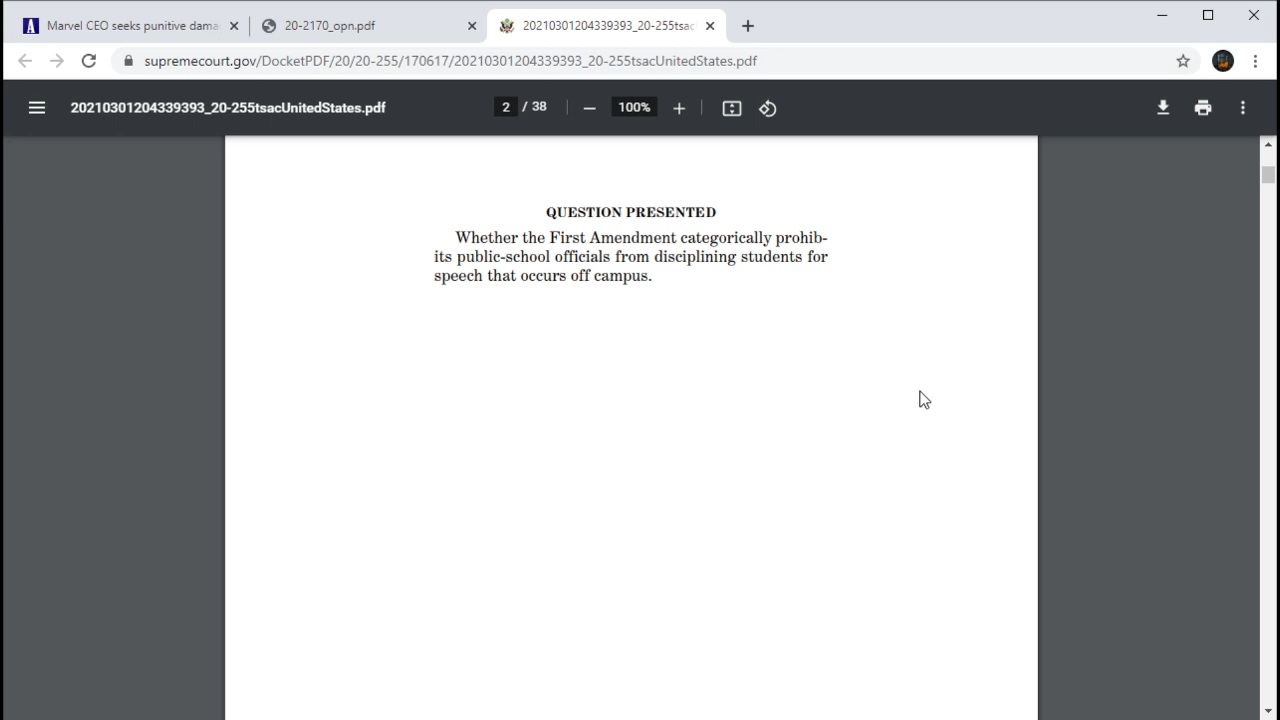 Marvel CEO seeks punitive dama
20-2170_opn.pdf
20210301204339393_20-255tsac
supremecourt.gov/DocketPDF/20/20-255/170617/20210301204339393_20-255tsacUnitedStates.pdf
20210301204339393_20-255tsacUnitedStates.pdf
2 / 38
100%
QUESTION PRESENTED
Whether the First Amendment categorically prohib-
its public-school officials from disciplining students for
speech that occurs off campus.